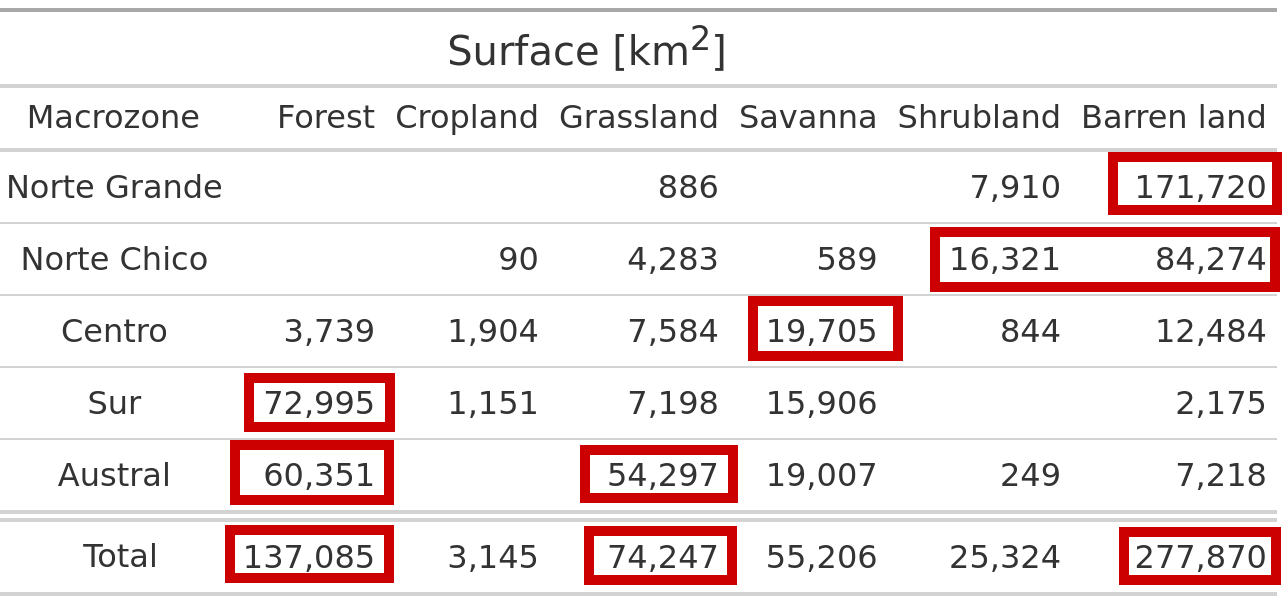 Surface [km²]
Macrozone Forest Cropland Grassland Savanna Shrubland Barren land
Norte Grande 886 7,910 171,720
Norte Chico 90 4,283 589 16,321 84,274
Centro 3,739 1,904 7,584 19,705 844 12,484
Sur 72,995 1,151 7,198 15,906 2,175
Austral 60,351 54,297 19,007 249 7,218
Total 137,085 3,145 74,247 55,206 25,324 277,870